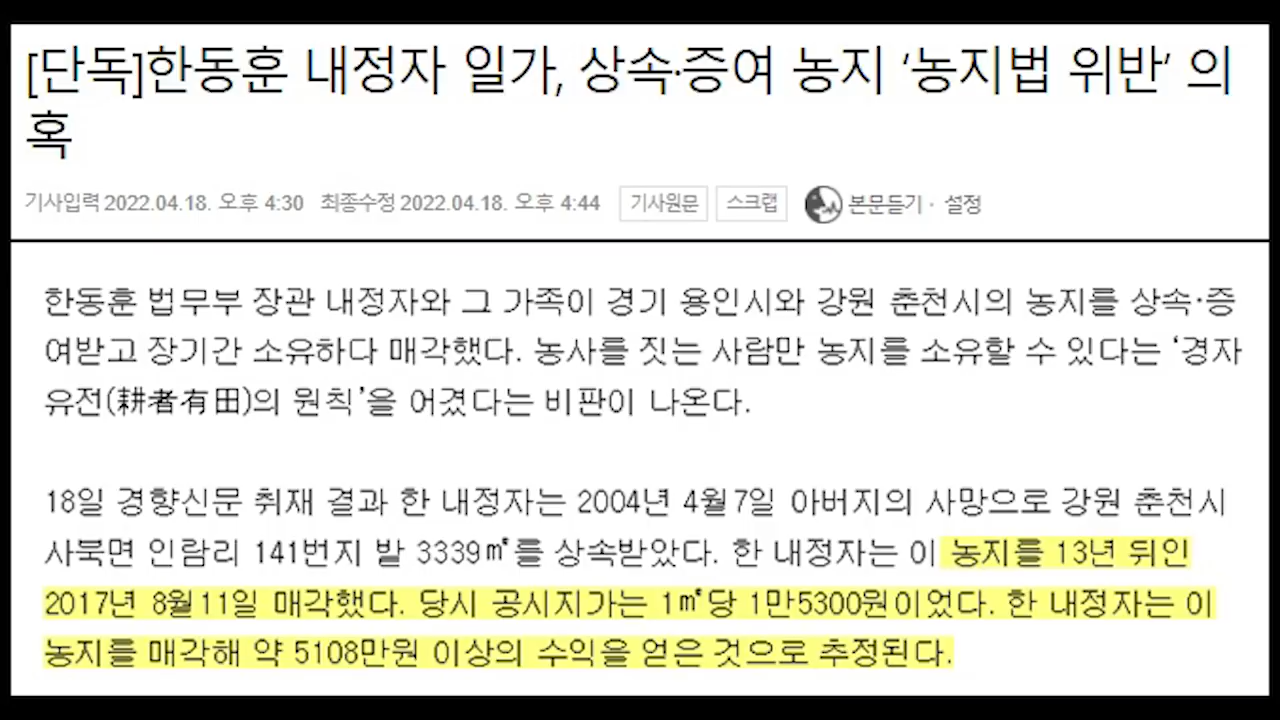 [단독]한동훈 내정자 일가, 상속·증여 농지 '농지법 위반' 의
혹
기사입력 2022.04.18. 오후 4:30 최종수정 2022.04.18. 오후 4:44 기사원문 스크랩 본문듣기 · 설정
한동훈 법무부 장관 내정자와 그 가족이 경기 용인시와 강원 춘천시의 농지를 상속·증
여받고 장기간 소유하다 매각했다. 농사를 짓는 사람만 농지를 소유할 수 있다는 '경자
유전(耕者有田)의 원칙'을 어겼다는 비판이 나온다.
18일 경향신문 취재 결과 한 내정자는 2004년 4월7일 아버지의 사망으로 강원 춘천시
사북면 인람리 141번지 밭 3339㎡를 상속받았다. 한 내정자는 이 농지를 13년 뒤인
2017년 8월11일 매각했다. 당시 공시지가는 1㎡당 1만5300원이었다. 한 내정자는 이
농지를 매각해 약 5108만원 이상의 수익을 얻은 것으로 추정된다.